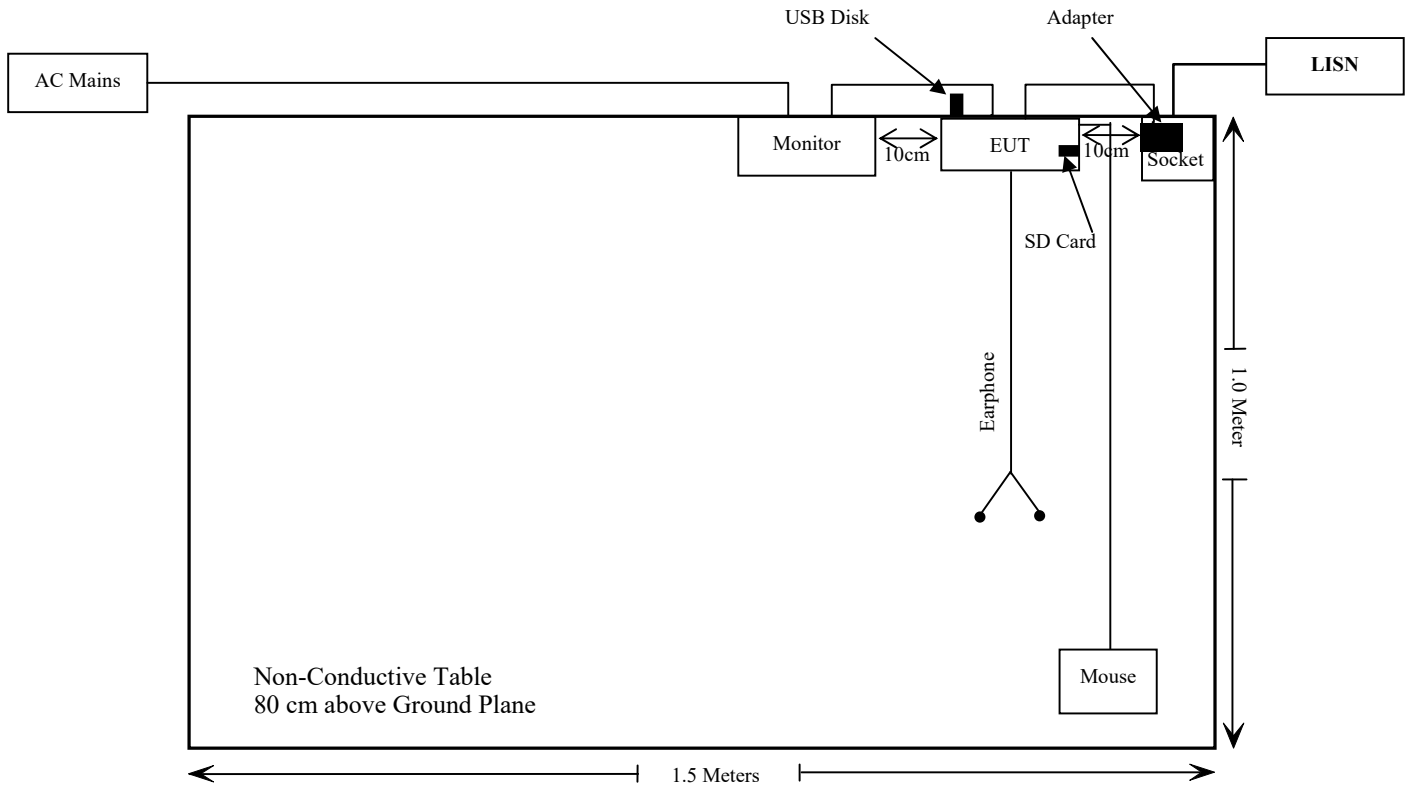 USB Disk
Adapter
AC Mains
LISN
Monitor
10cm
EUT
10cm
Socket
SD Card
Earphone
1.0 Meter
Non-Conductive Table
80 cm above Ground Plane
Mouse
1.5 Meters